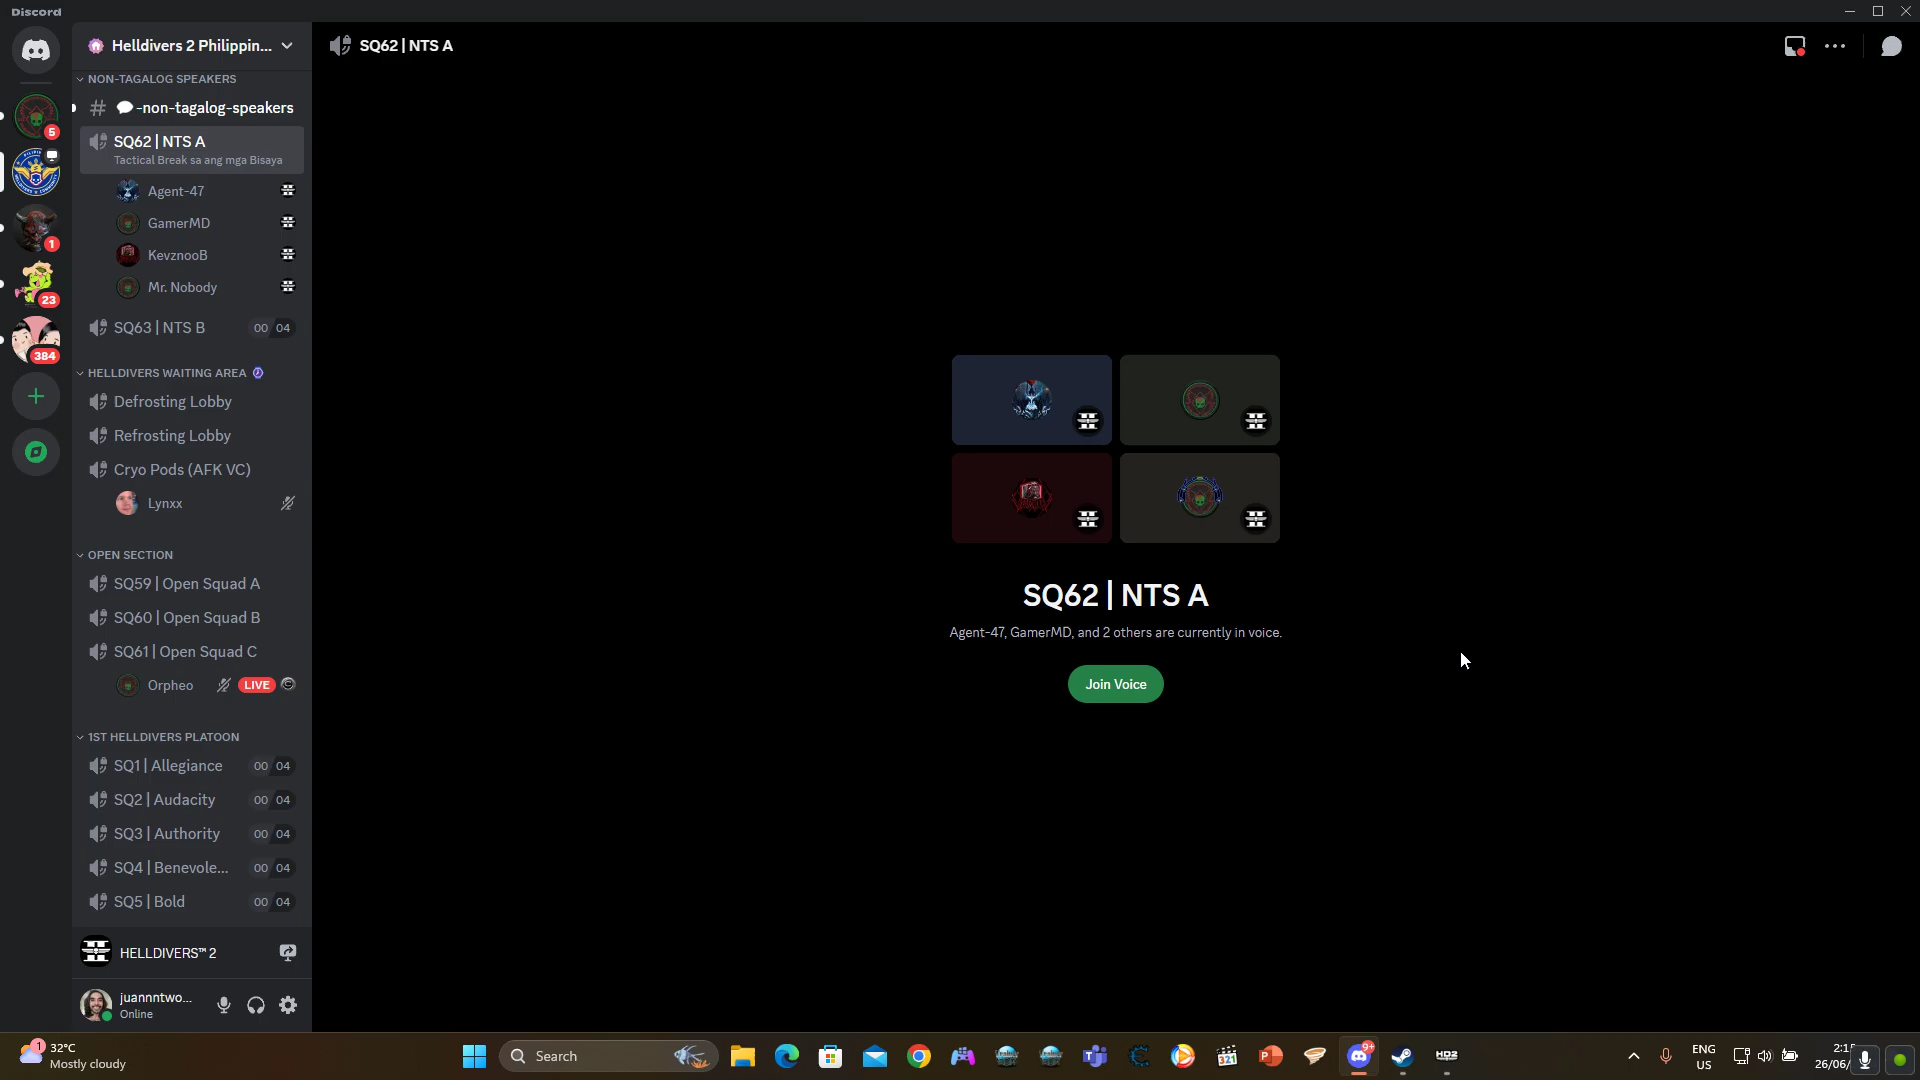 Discord
Helldivers 2 Philippin...
SQ62 | NTS A
NON-TAGALOG SPEAKERS
-non-tagalog-speakers
SQ62 | NTS A
Tactical Break sa ang mga Bisaya
Agent-47
5
GamerMD
1
KevznooB
Mr. Nobody
23
SQ63 | NTS B 00 04
384
HELLDIVERS WAITING AREA
Defrosting Lobby
Refrosting Lobby
Cryo Pods (AFK VC)
Lynxx
OPEN SECTION
SQ59 | Open Squad A
SQ60 | Open Squad B
SQ61 | Open Squad C
Orpheo LIVE
1ST HELLDIVERS PLATOON
SQ1 | Allegiance 00 04
SQ2 | Audacity 00 04
SQ3 | Authority 00 04
SQ4 | Benevole... 00 04
SQ5 | Bold 00 04
HELLDIVERS™ 2
juannntwo...
Online
SQ62 | NTS A
Agent-47, GamerMD, and 2 others are currently in voice.
Join Voice
1
32°C
Mostly cloudy
Search
321
9+
HD2
ENG
US
26/06/